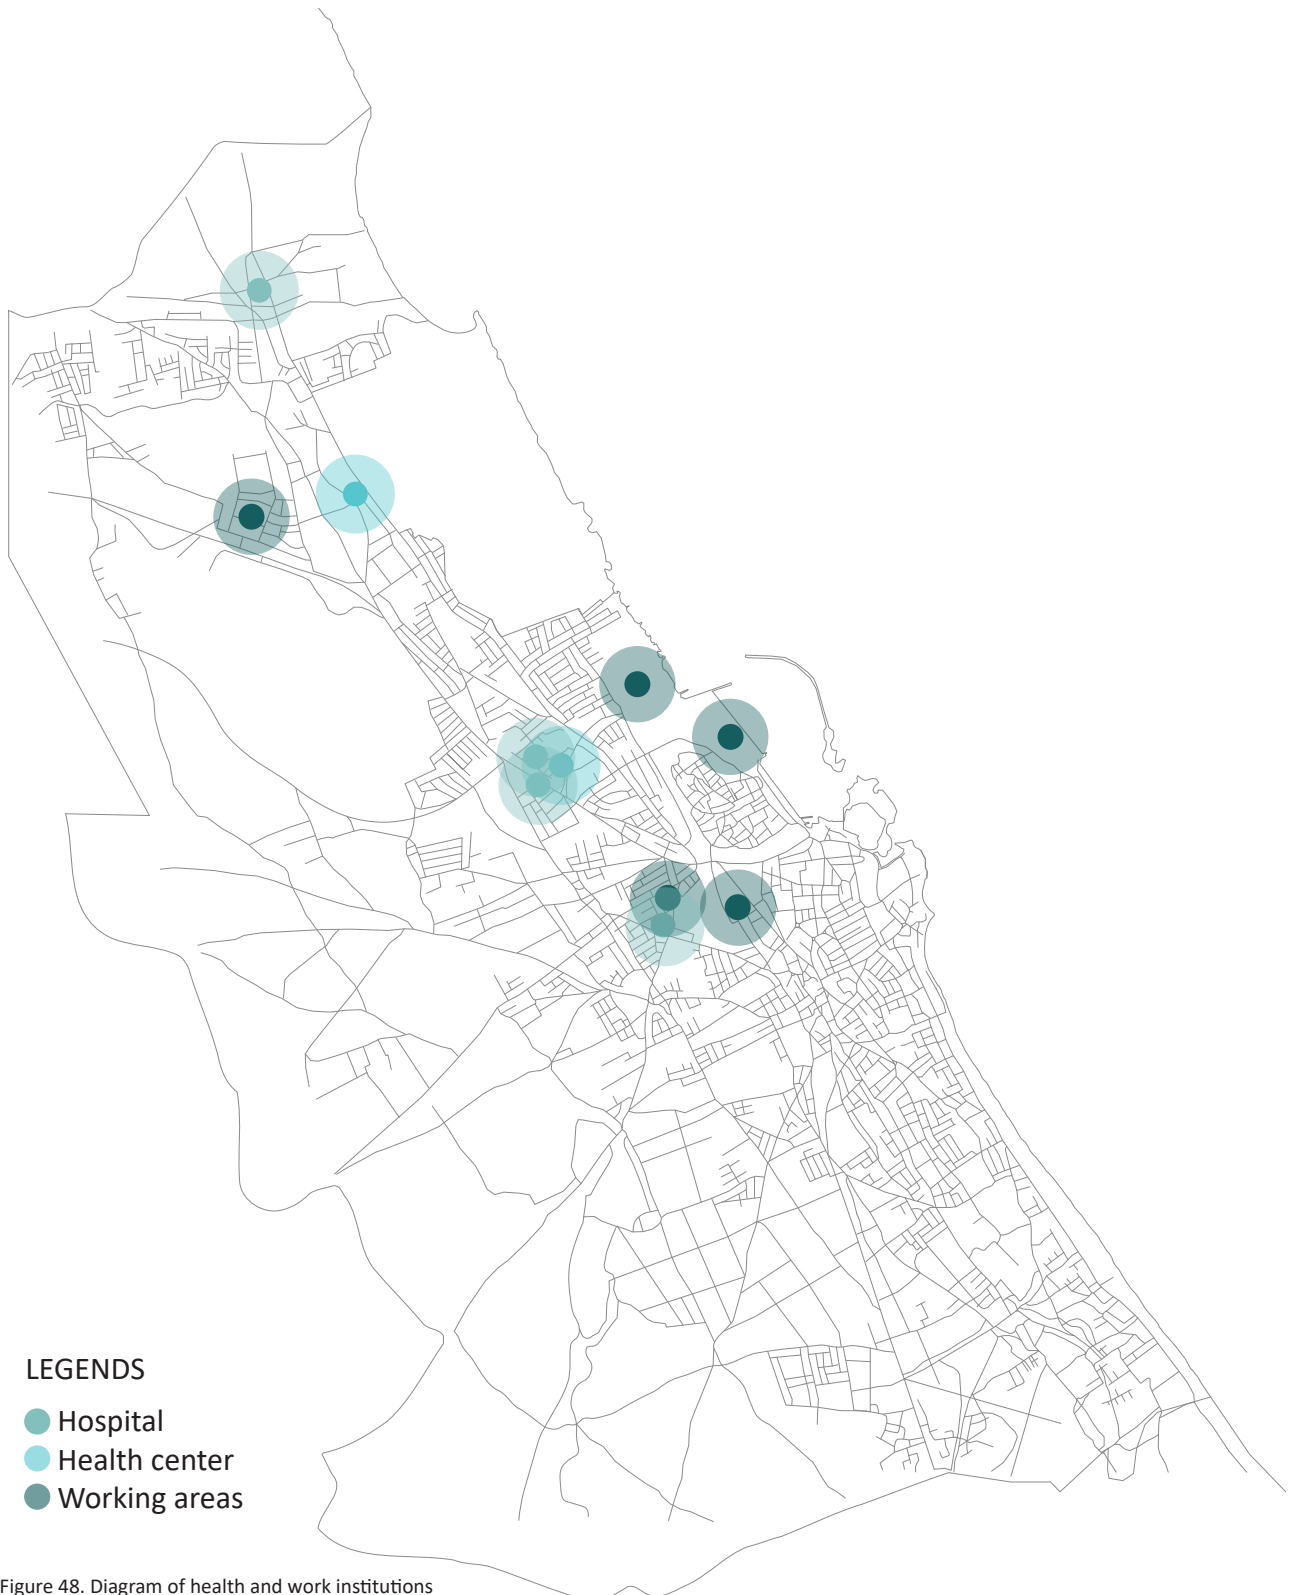 LEGENDS
Hospital
Health center
Working areas
Figure 48. Diagram of health and work institutions